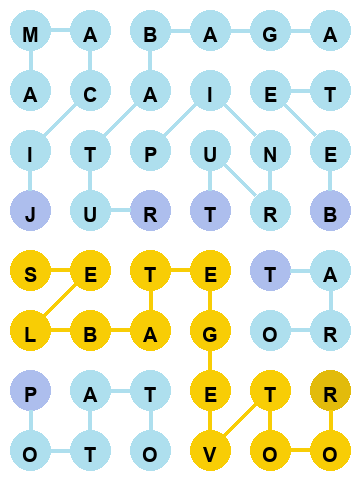 M A B A G A
A C A I E T
I T P U N E
J U R T R B
S E T E T A
L B A G O R
P A T E T R
O T O V O O